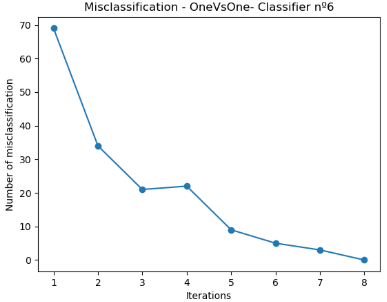 Misclassification - OneVsOne- Classifier nº6
70
60
50
40
30
20
10
0
Number of misclassification
1 2 3 4 5 6 7 8
Iterations